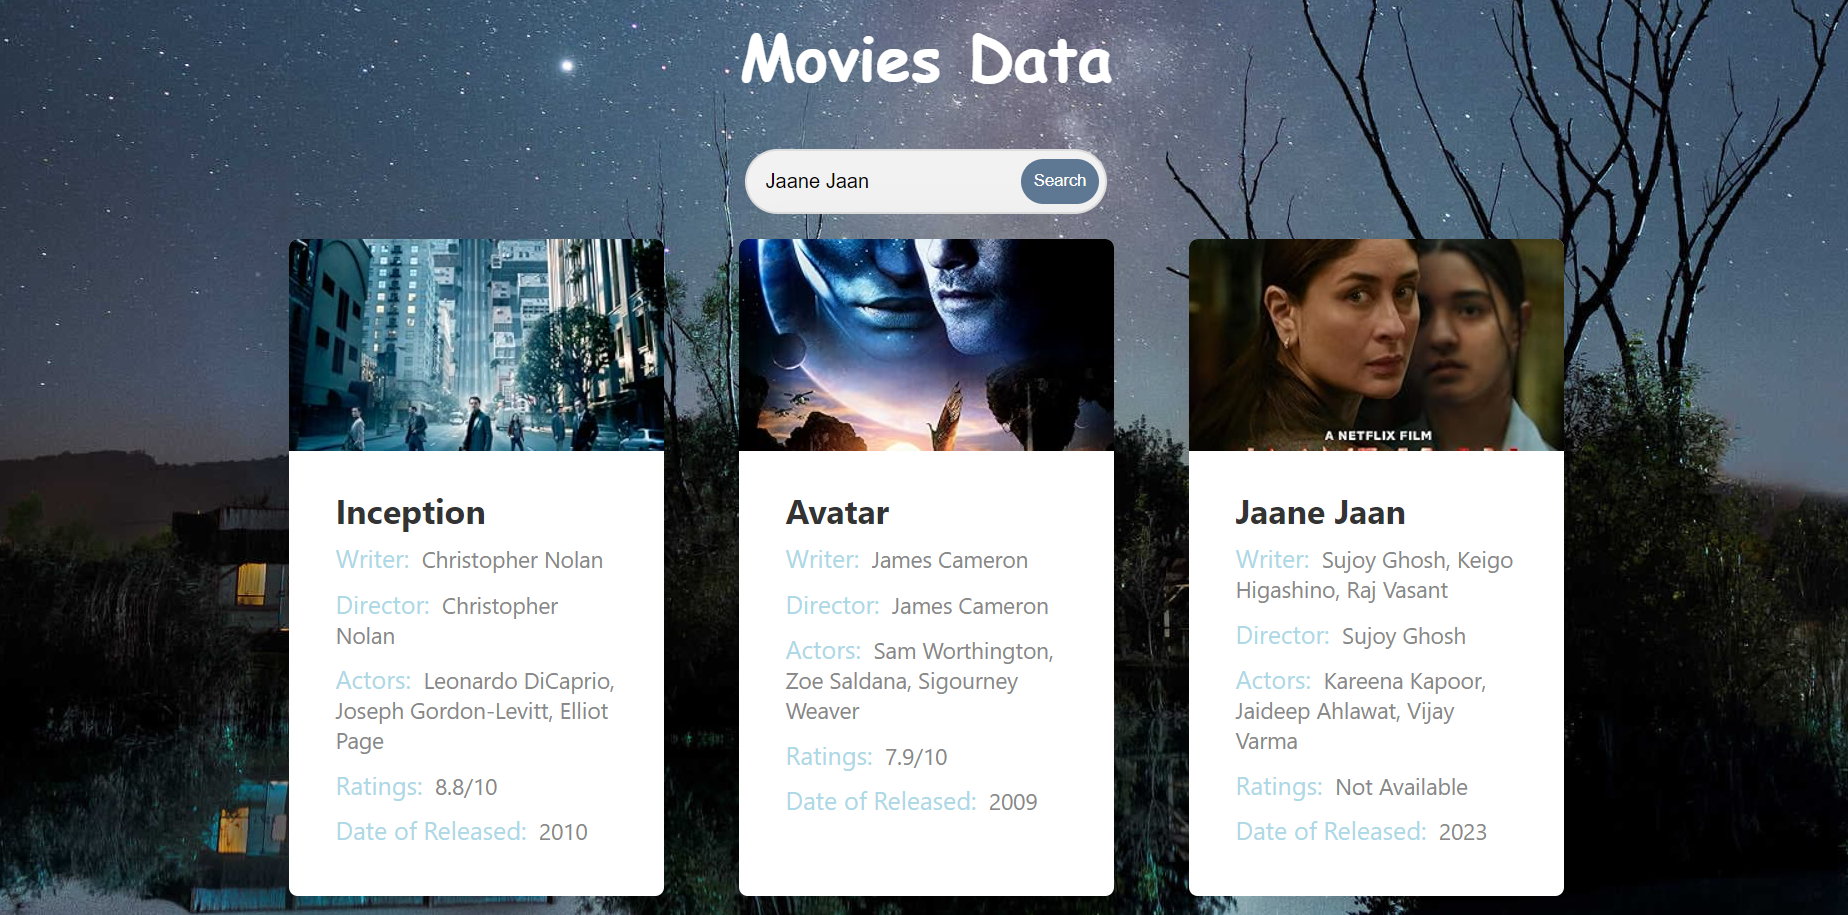 Movies Data
Jaane Jaan
Search
A NETFLIX FILM
Inception
Writer: Christopher Nolan
Director: Christopher
Nolan
Actors: Leonardo DiCaprio,
Joseph Gordon-Levitt, Elliot
Page
Ratings: 8.8/10
Date of Released: 2010
Avatar
Writer: James Cameron
Director: James Cameron
Actors: Sam Worthington,
Zoe Saldana, Sigourney
Weaver
Ratings: 7.9/10
Date of Released: 2009
Jaane Jaan
Writer: Sujoy Ghosh, Keigo
Higashino, Raj Vasant
Director: Sujoy Ghosh
Actors: Kareena Kapoor,
Jaideep Ahlawat, Vijay
Varma
Ratings: Not Available
Date of Released: 2023